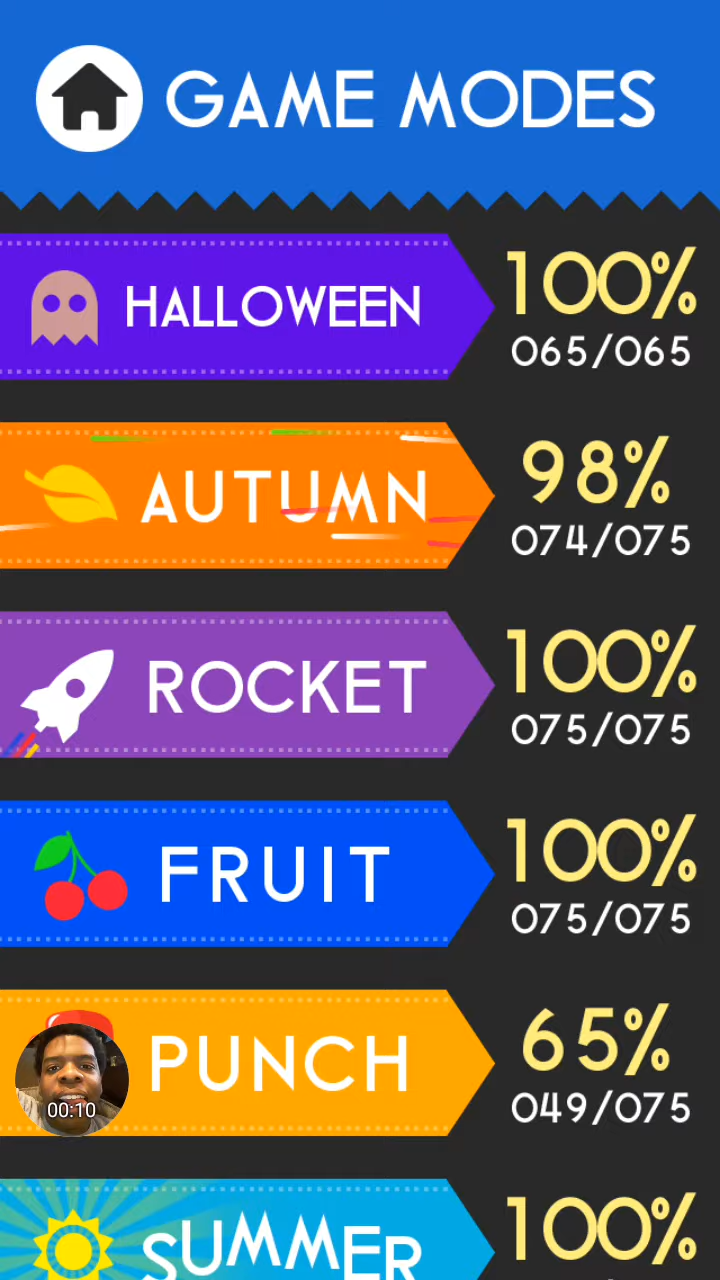 GAME MODES
HALLOWEEN
100%
065/065
AUTUMN
98%
074/075
ROCKET
100%
075/075
FRUIT
100%
075/075
PUNCH
65%
049/075
00:10
SUMMER
100%